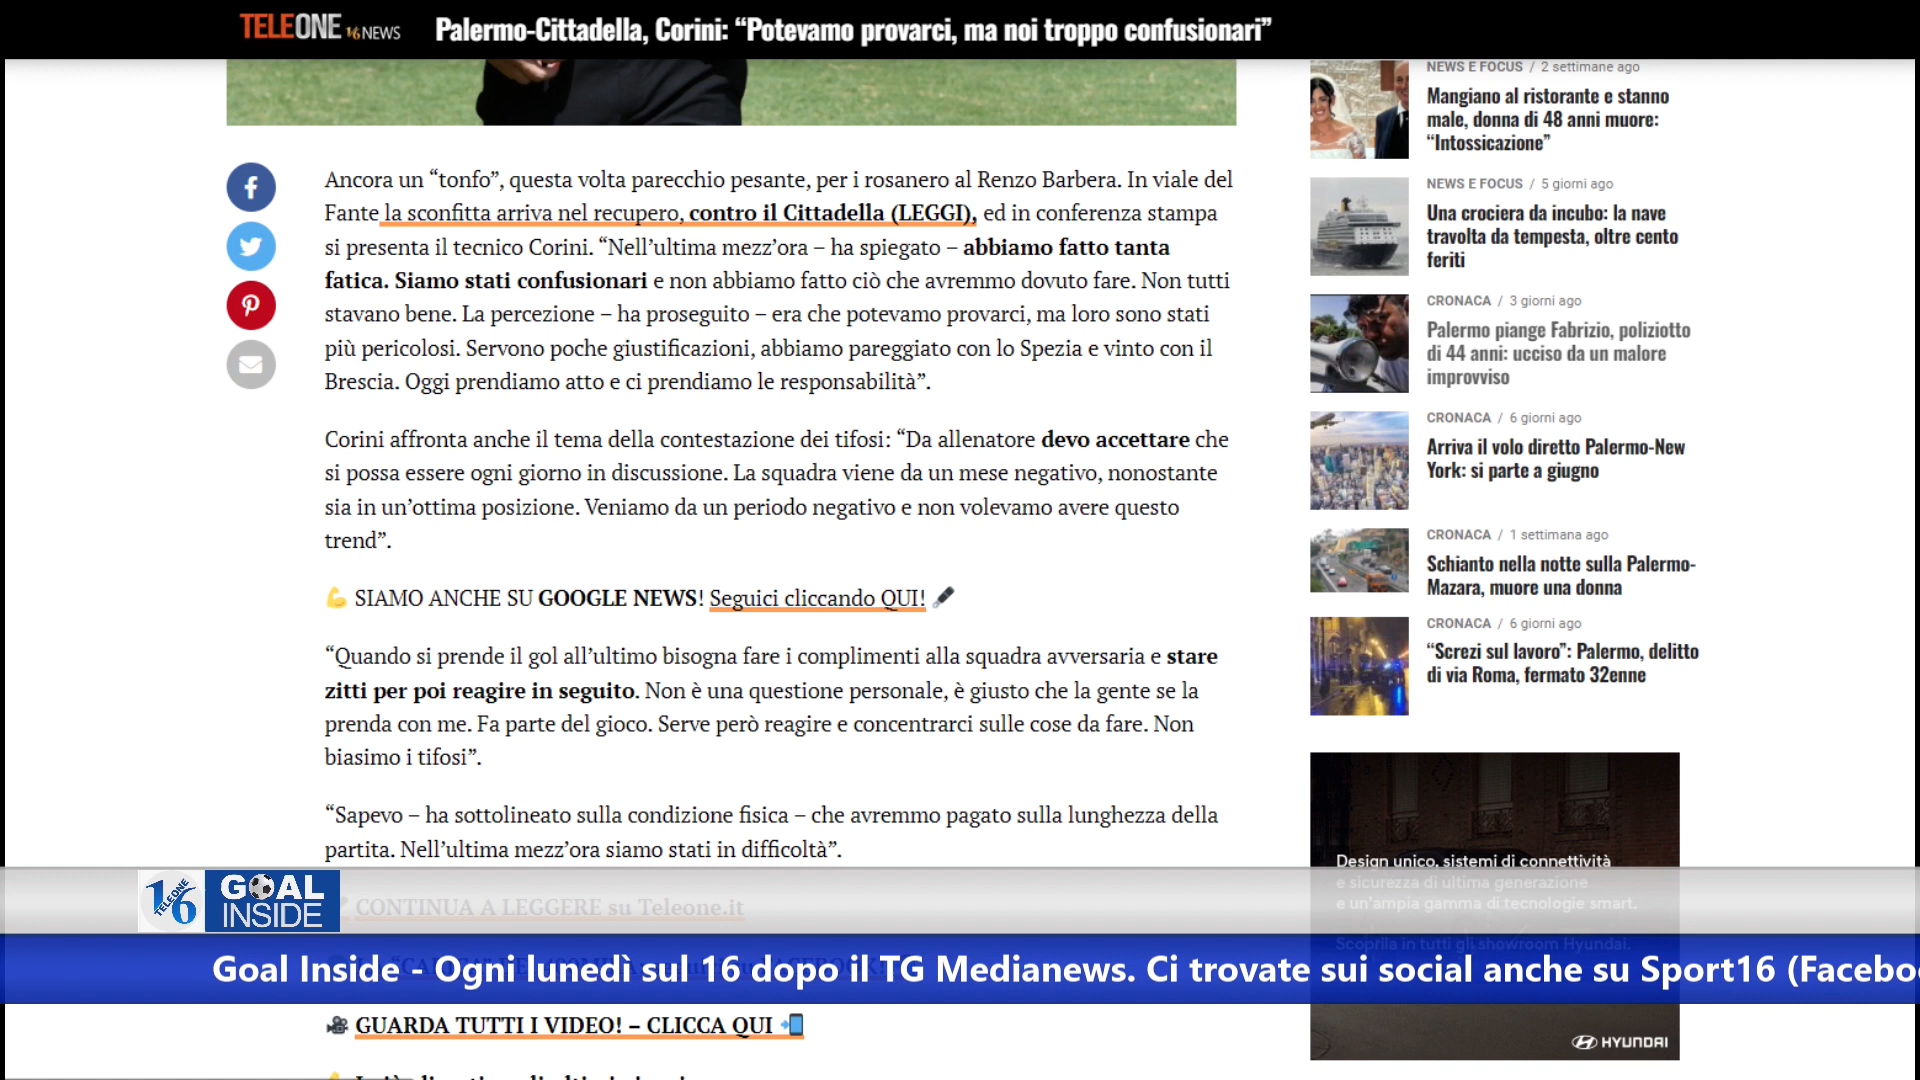 TELEONE 16 NEWS
Palermo-Cittadella, Corini: “Potevamo provarci, ma noi troppo confusionari”
Ancora un “tonfo”, questa volta parecchio pesante, per i rosanero al Renzo Barbera. In viale del
Fante la sconfitta arriva nel recupero, contro il Cittadella (LEGGI), ed in conferenza stampa
si presenta il tecnico Corini. “Nell’ultima mezz’ora – ha spiegato – abbiamo fatto tanta
fatica. Siamo stati confusionari e non abbiamo fatto ciò che avremmo dovuto fare. Non tutti
stavano bene. La percezione – ha proseguito – era che potevamo provarci, ma loro sono stati
più pericolosi. Servono poche giustificazioni, abbiamo pareggiato con lo Spezia e vinto con il
Brescia. Oggi prendiamo atto e ci prendiamo le responsabilità”.
Corini affronta anche il tema della contestazione dei tifosi: “Da allenatore devo accettare che
si possa essere ogni giorno in discussione. La squadra viene da un mese negativo, nonostante
sia in un’ottima posizione. Veniamo da un periodo negativo e non volevamo avere questo
trend”.
💪 SIAMO ANCHE SU GOOGLE NEWS! Seguici cliccando QUI! 🎤
“Quando si prende il gol all’ultimo bisogna fare i complimenti alla squadra avversaria e stare
zitti per poi reagire in seguito. Non è una questione personale, è giusto che la gente se la
prenda con me. Fa parte del gioco. Serve però reagire e concentrarci sulle cose da fare. Non
biasimo i tifosi”.
“Sapevo – ha sottolineato sulla condizione fisica – che avremmo pagato sulla lunghezza della
partita. Nell’ultima mezz’ora siamo stati in difficoltà”.
CONTINUA A LEGGERE su Teleone.it
🎥 GUARDA TUTTI I VIDEO! – CLICCA QUI 📲
NEWS E FOCUS / 2 settimane ago
Mangiano al ristorante e stanno
male, donna di 48 anni muore:
“Intossicazione”
NEWS E FOCUS / 5 giorni ago
Una crociera da incubo: la nave
travolta da tempesta, oltre cento
feriti
CRONACA / 3 giorni ago
Palermo piange Fabrizio, poliziotto
di 44 anni: ucciso da un malore
improvviso
CRONACA / 6 giorni ago
Arriva il volo diretto Palermo-New
York: si parte a giugno
CRONACA / 1 settimana ago
Schianto nella notte sulla Palermo-
Mazara, muore una donna
CRONACA / 6 giorni ago
“Screzi sul lavoro”: Palermo, delitto
di via Roma, fermato 32enne
Design unico, sistemi di connettività
e sicurezza di ultima generazione
e un’ampia gamma di tecnologie smart.
Scoprila in tutti gli showroom Hyundai.
HYUNDAI
16 TELEONE
GOAL
INSIDE
Goal Inside - Ogni lunedì sul 16 dopo il TG Medianews. Ci trovate sui social anche su Sport16 (Facebo